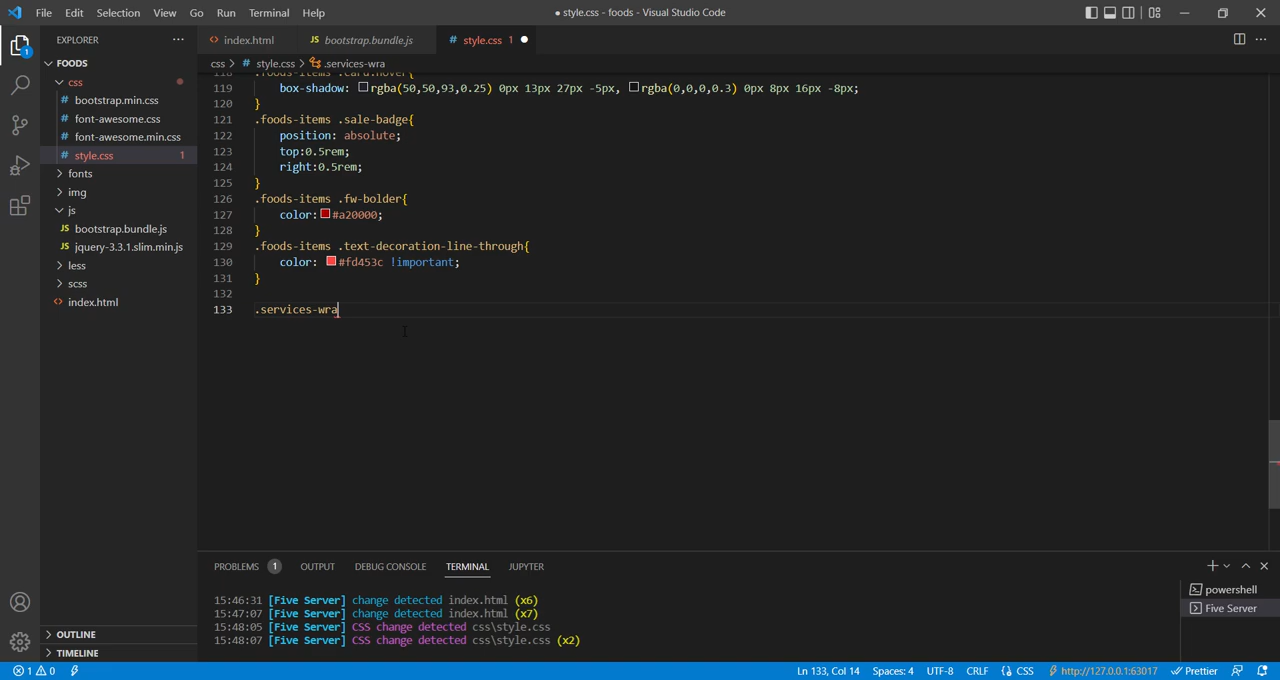 File Edit Selection View Go Run Terminal Help
● style.css - foods - Visual Studio Code
EXPLORER
index.html
JS bootstrap.bundle.js
# style.css 1 ●
FOODS
css > # style.css > .services-wra
css
# bootstrap.min.css
# font-awesome.css
# font-awesome.min.css
# style.css 1
fonts
img
js
JS bootstrap.bundle.js
JS jquery-3.3.1.slim.min.js
less
scss
index.html
118 .foods-items .card:hover{
119 box-shadow: rgba(50,50,93,0.25) 0px 13px 27px -5px, rgba(0,0,0,0.3) 0px 8px 16px -8px;
120 }
121 .foods-items .sale-badge{
122 position: absolute;
123 top:0.5rem;
124 right:0.5rem;
125 }
126 .foods-items .fw-bolder{
127 color:#a20000;
128 }
129 .foods-items .text-decoration-line-through{
130 color: #fd453c !important;
131 }
132
133 .services-wra
PROBLEMS 1 OUTPUT DEBUG CONSOLE TERMINAL JUPYTER
15:46:31 [Five Server] change detected index.html (x6)
15:47:07 [Five Server] change detected index.html (x7)
15:48:05 [Five Server] CSS change detected css\style.css
15:48:07 [Five Server] CSS change detected css\style.css (x2)
powershell
Five Server
OUTLINE
TIMELINE
1 0
Ln 133, Col 14 Spaces: 4 UTF-8 CRLF {} CSS http://127.0.0.1:63017 Prettier